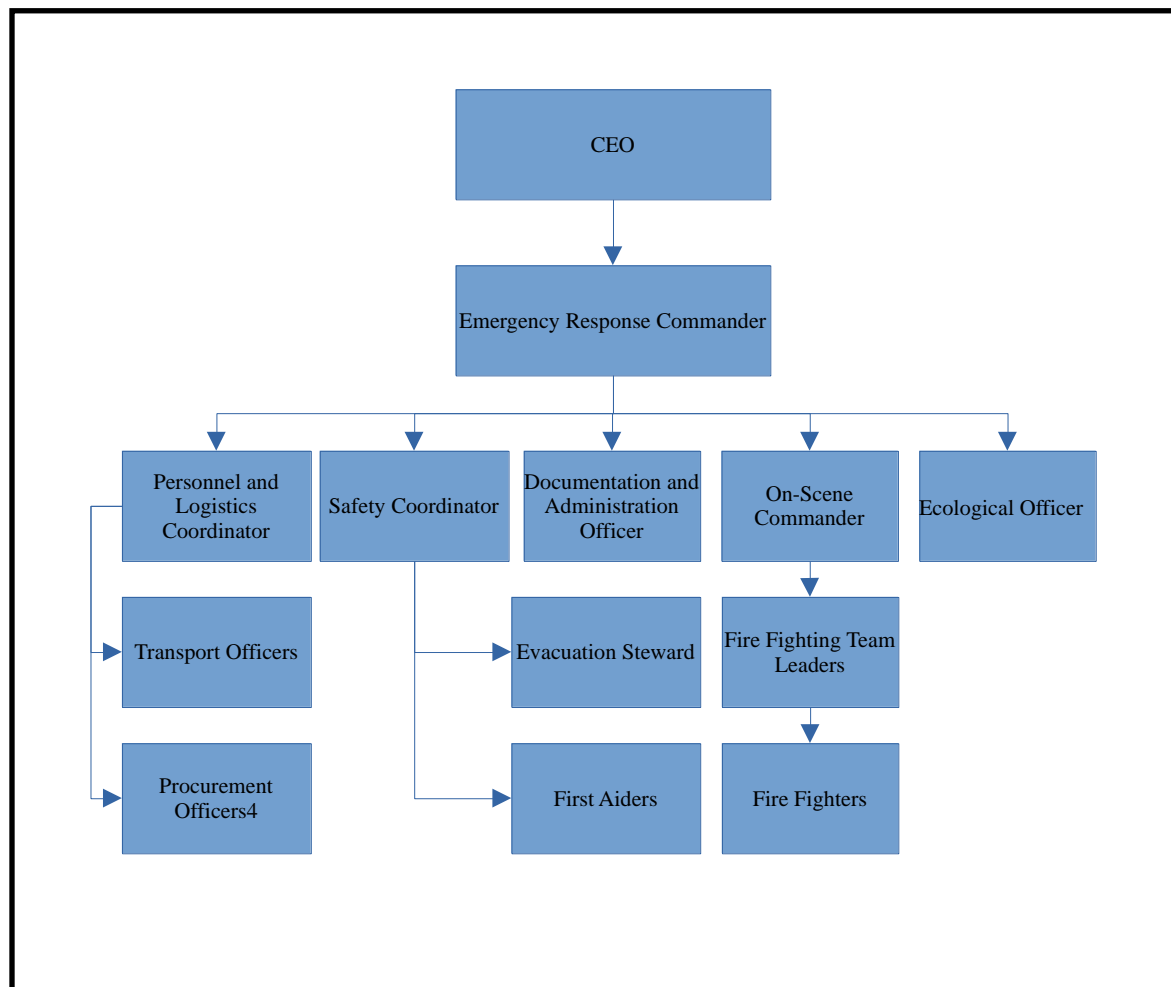 CEO
Emergency Response Commander
Personnel and
Logistics
Coordinator
Safety Coordinator
Documentation and
Administration
Officer
On-Scene
Commander
Ecological Officer
Transport Officers
Evacuation Steward
Fire Fighting Team
Leaders
Procurement
Officers4
First Aiders
Fire Fighters